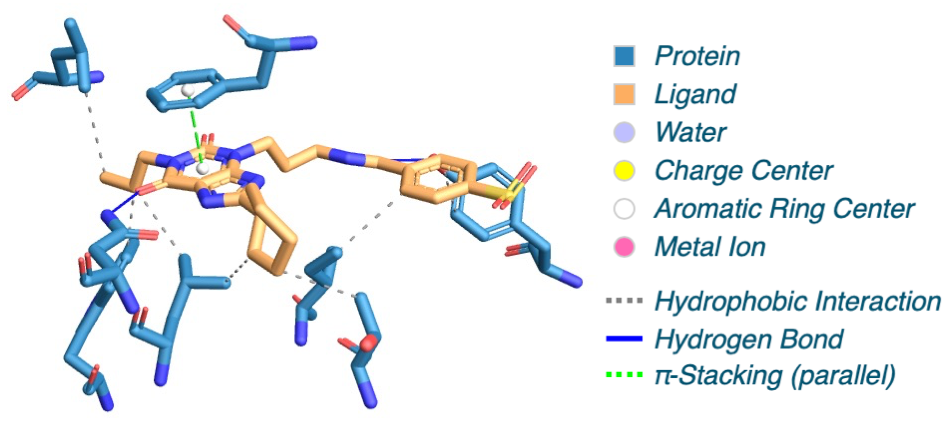 Protein
Ligand
Water
Charge Center
Aromatic Ring Center
Metal Ion
Hydrophobic Interaction
Hydrogen Bond
π-Stacking (parallel)